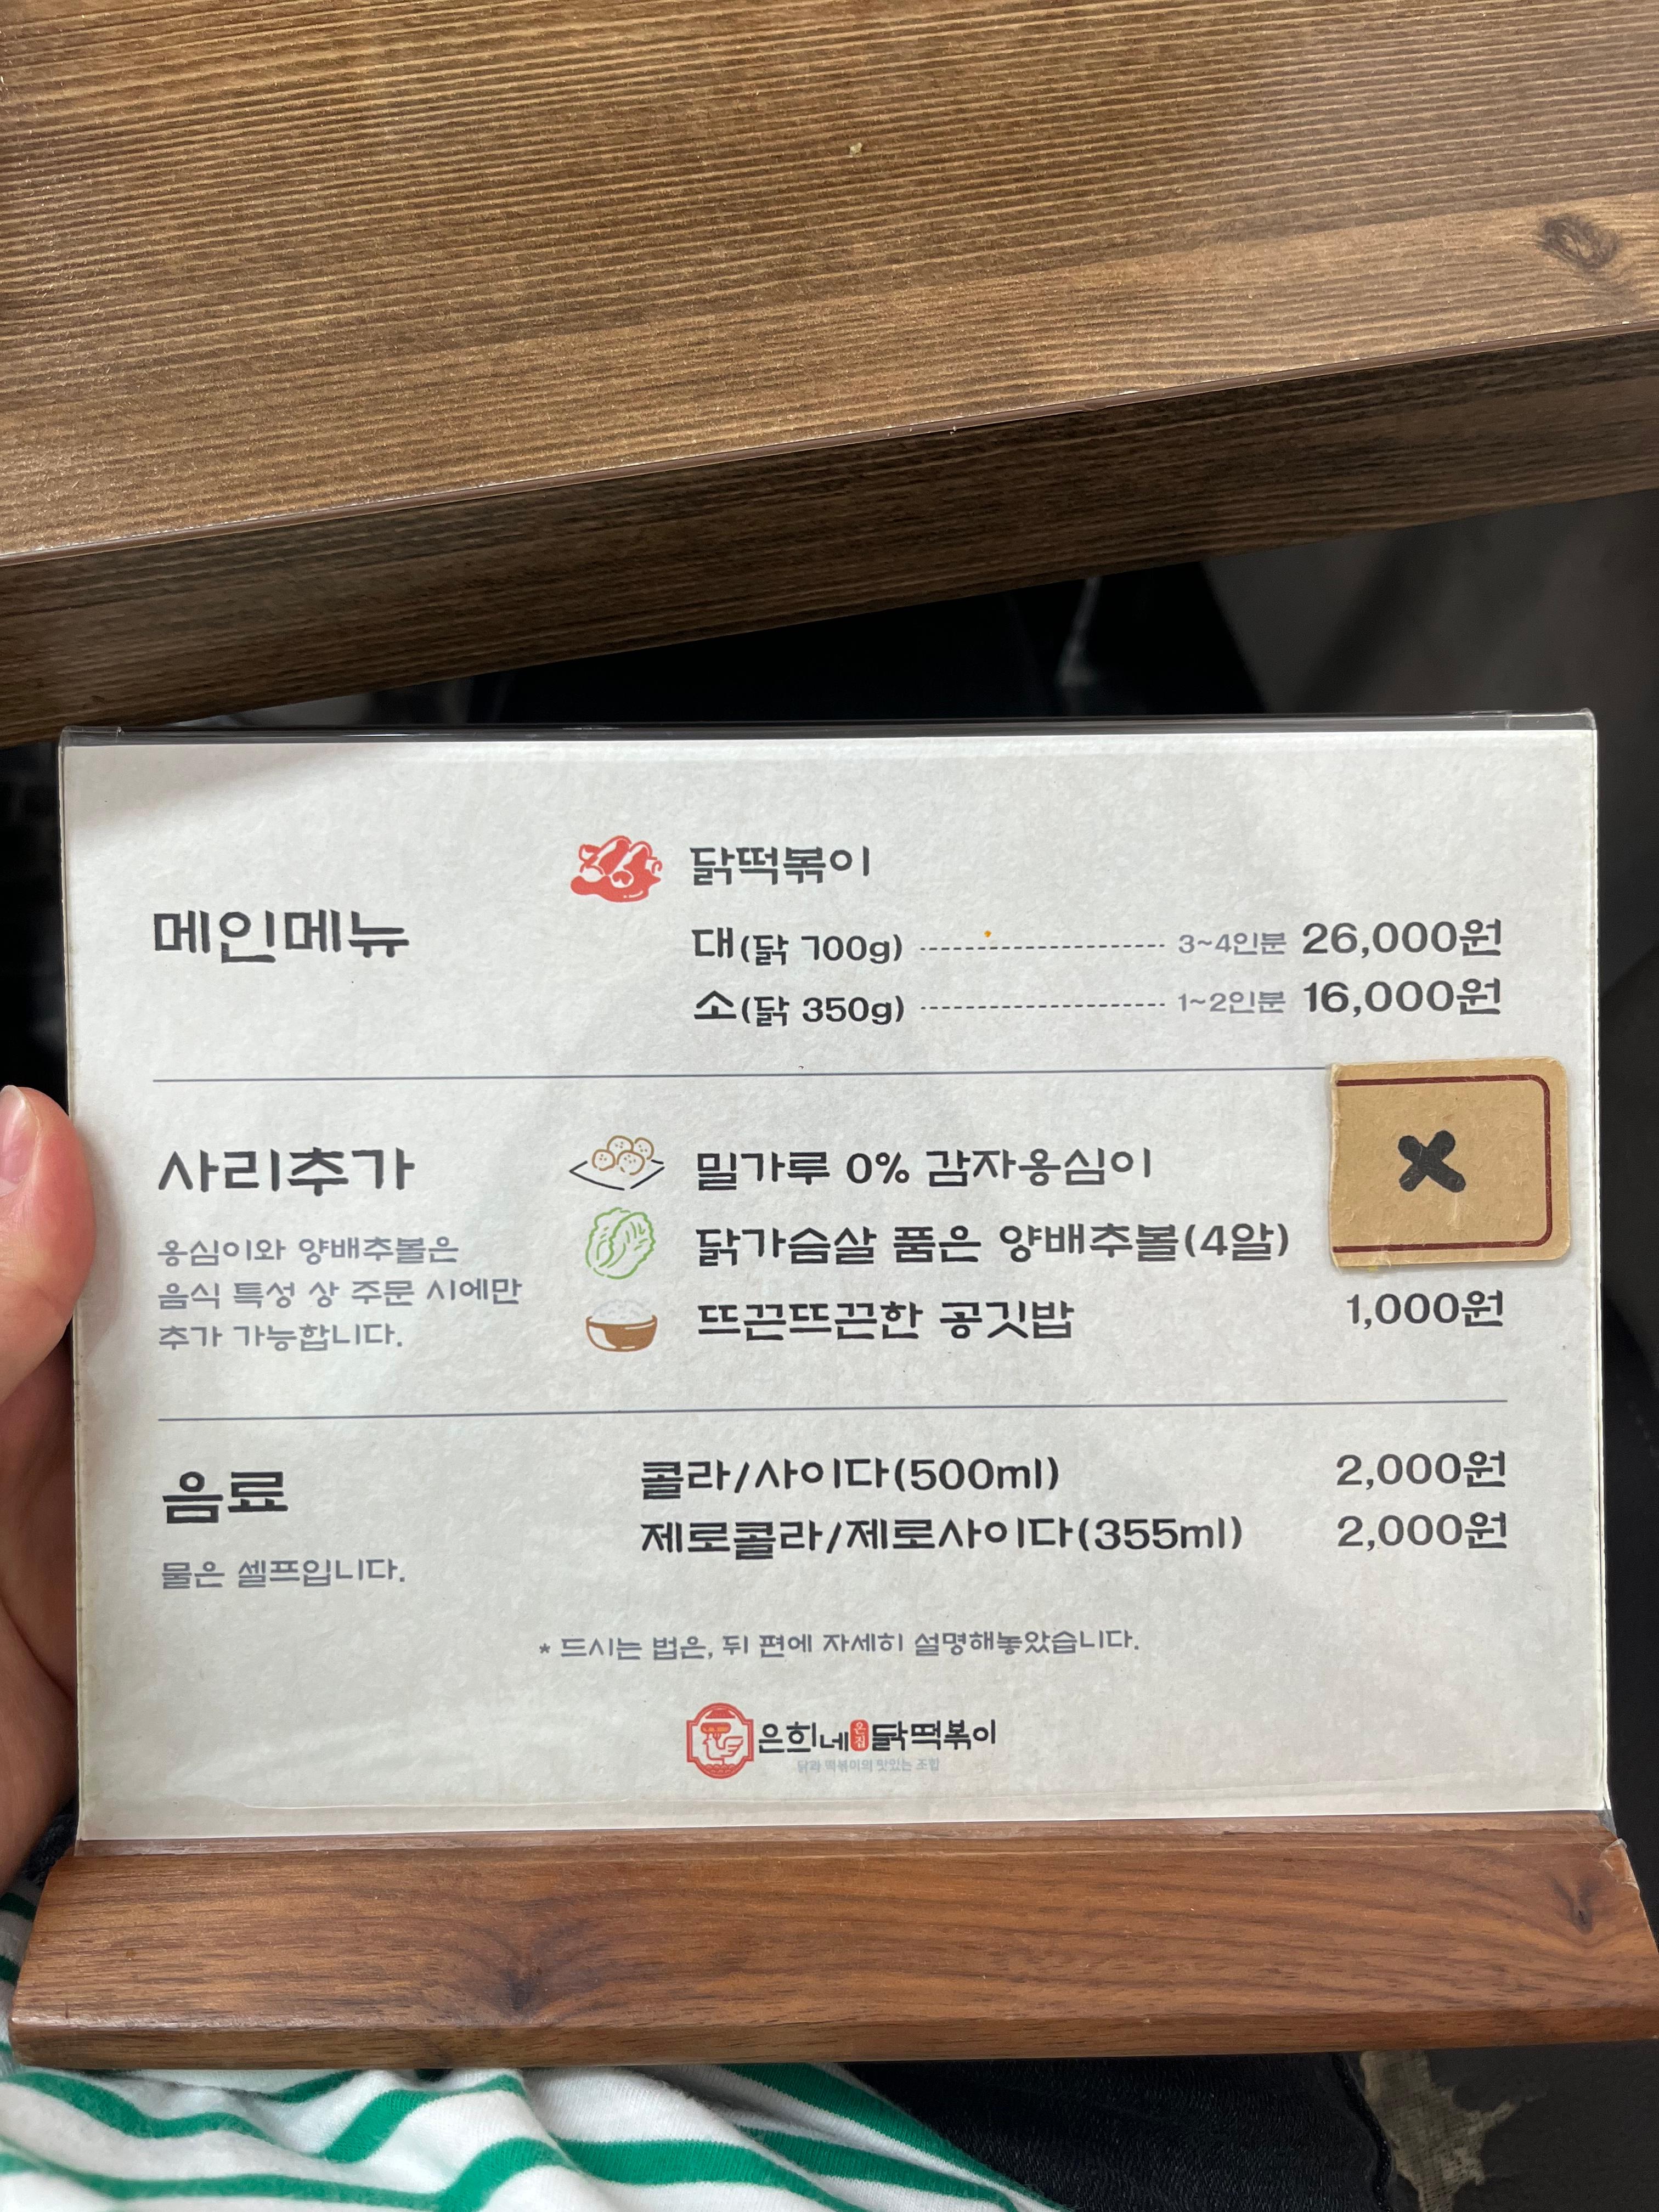 메인메뉴
닭떡볶이
대(닭 700g) 3~4인분 26,000원
소(닭 350g) 1~2인분 16,000원
사리추가
옹심이와 양배추볼은
음식 특성 상 주문 시에만
추가 가능합니다.
밀가루 0% 감자옹심이
닭가슴살 품은 양배추볼(4알)
뜨끈뜨끈한 공깃밥 1,000원
음료
물은 셀프입니다.
콜라/사이다(500ml) 2,000원
제로콜라/제로사이다(355ml) 2,000원
* 드시는 법은, 뒤 편에 자세히 설명해놓았습니다.
은희네 온집 닭떡볶이
닭과 떡볶이의 맛있는 조합